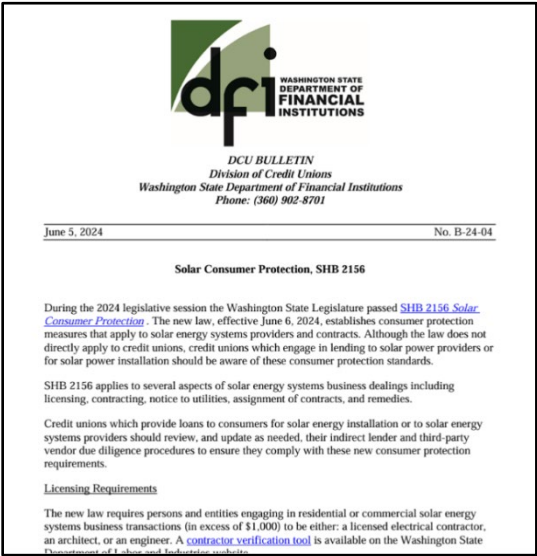 dfi
WASHINGTON STATE
DEPARTMENT OF
FINANCIAL
INSTITUTIONS
DCU BULLETIN
Division of Credit Unions
Washington State Department of Financial Institutions
Phone: (360) 902-8701
June 5, 2024 No. B-24-04
Solar Consumer Protection, SHB 2156
During the 2024 legislative session the Washington State Legislature passed SHB 2156 Solar
Consumer Protection . The new law, effective June 6, 2024, establishes consumer protection
measures that apply to solar energy systems providers and contracts. Although the law does not
directly apply to credit unions, credit unions which engage in lending to solar power providers or
for solar power installation should be aware of these consumer protection standards.
SHB 2156 applies to several aspects of solar energy systems business dealings including
licensing, contracting, notice to utilities, assignment of contracts, and remedies.
Credit unions which provide loans to consumers for solar energy installation or to solar energy
systems providers should review, and update as needed, their indirect lender and third-party
vendor due diligence procedures to ensure they comply with these new consumer protection
requirements.
Licensing Requirements
The new law requires persons and entities engaging in residential or commercial solar energy
systems business transactions (in excess of $1,000) to be either: a licensed electrical contractor,
an architect, or an engineer. A contractor verification tool is available on the Washington State
Department of Labor and Industries website.